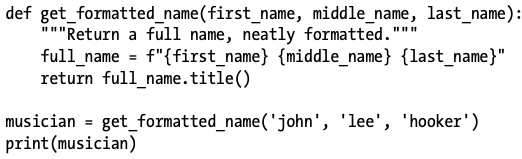 def get_formatted_name(first_name, middle_name, last_name):
    """Return a full name, neatly formatted."""
    full_name = f"{first_name} {middle_name} {last_name}"
    return full_name.title()

musician = get_formatted_name('john', 'lee', 'hooker')
print(musician)